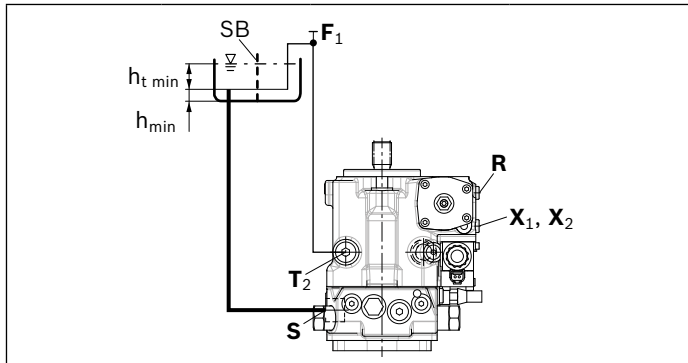 SB
F₁
hₜ ₘᵢₙ
hₘᵢₙ
R
X₁, X₂
T₂
S